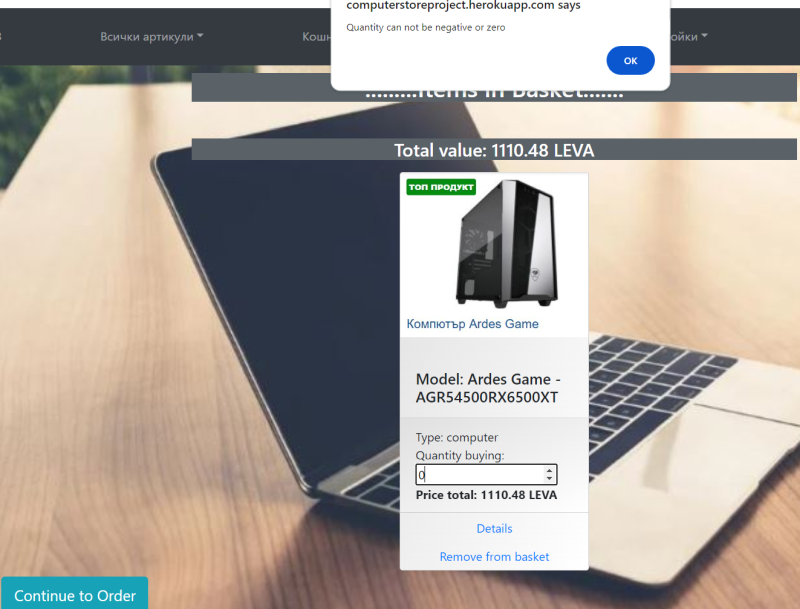 computerstoreproject.herokuapp.com says
Quantity can not be negative or zero
OK
Всички артикули
.........Items in Basket.......
Total value: 1110.48 LEVA
ТОП ПРОДУКТ
Компютър Ardes Game
Model: Ardes Game -
AGR54500RX6500XT
Type: computer
Quantity buying:
0
Price total: 1110.48 LEVA
Details
Remove from basket
Continue to Order